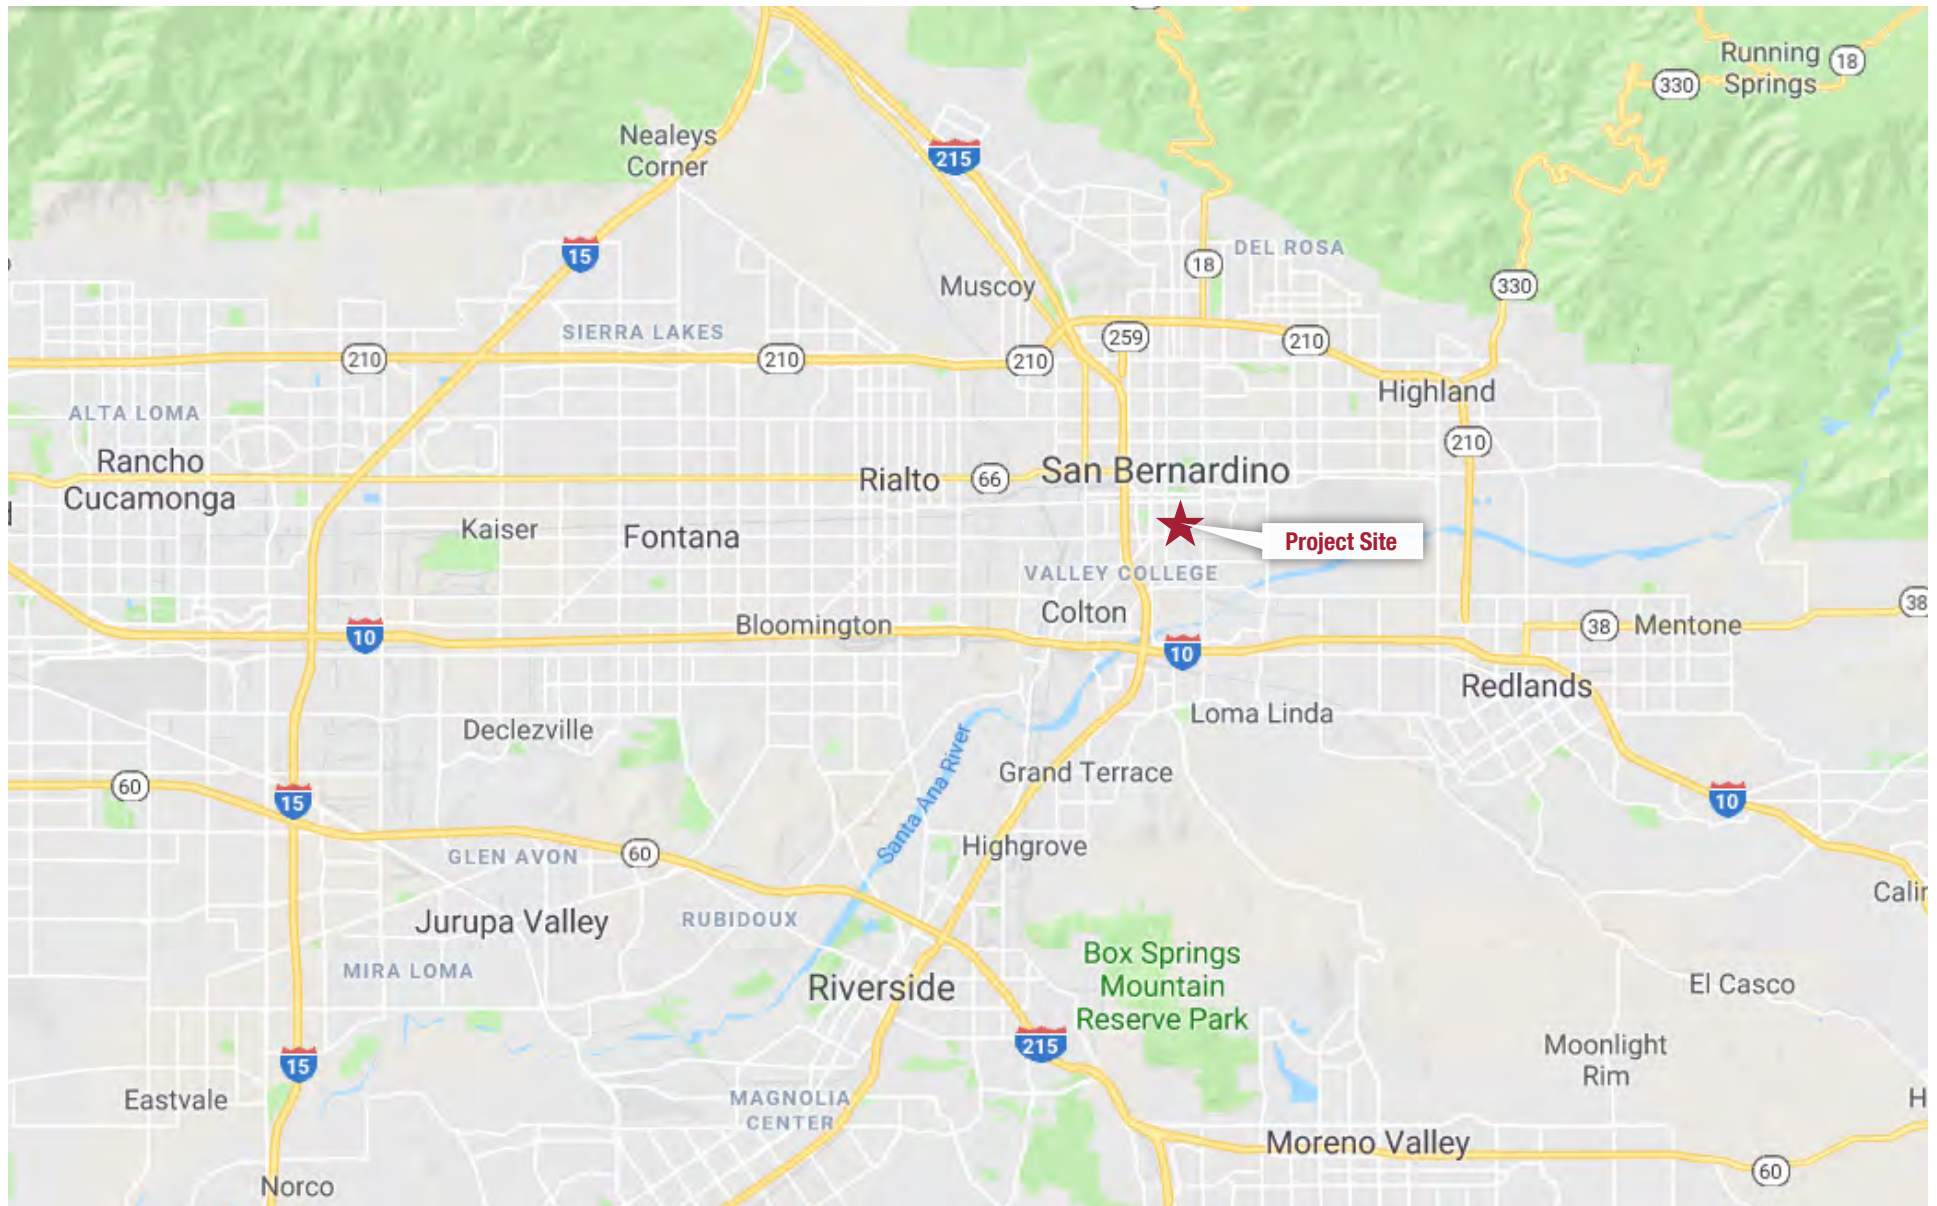 Running
Springs
18
330
Nealeys
Corner
215
15
DEL ROSA
18
Muscoy
330
SIERRA LAKES
259
210
210
210
210
Highland
ALTA LOMA
210
Rancho
Cucamonga
Rialto
66
San Bernardino
Kaiser
Fontana
Project Site
VALLEY COLLEGE
Colton
38
Bloomington
10
10
38
Mentone
Redlands
Loma Linda
Declezville
Santa Ana River
Grand Terrace
60
15
10
Highgrove
GLEN AVON
60
Calir
Jurupa Valley
RUBIDOUX
Box Springs
Mountain
Reserve Park
MIRA LOMA
Riverside
El Casco
215
Moonlight
Rim
15
Eastvale
MAGNOLIA
CENTER
H
Moreno Valley
60
Norco